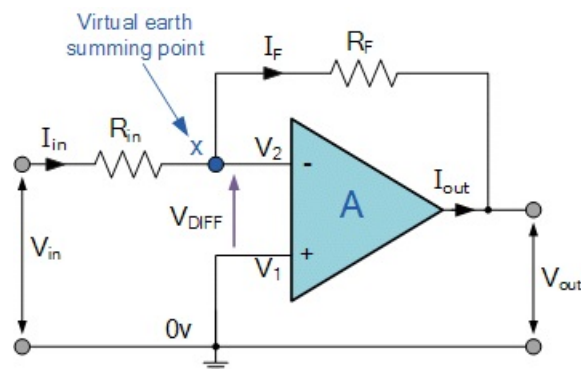 Virtual earth
summing point
I_F
R_F
I_in
R_in
X
V_2
-
A
I_out
V_DIFF
V_in
+
V_1
V_out
0v